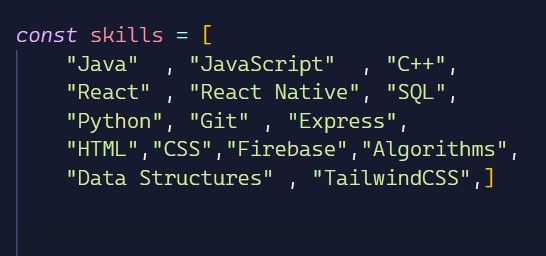 const skills = [
    "Java"  , "JavaScript"  , "C++",
    "React" , "React Native", "SQL",
    "Python", "Git" , "Express",
    "HTML","CSS","Firebase","Algorithms",
    "Data Structures" , "TailwindCSS",]